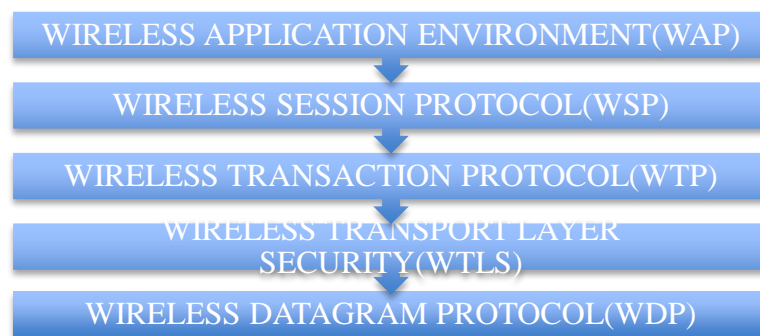 WIRELESS APPLICATION ENVIRONMENT(WAP)
WIRELESS SESSION PROTOCOL(WSP)
WIRELESS TRANSACTION PROTOCOL(WTP)
WIRELESS TRANSPORT LAYER
SECURITY(WTLS)
WIRELESS DATAGRAM PROTOCOL(WDP)